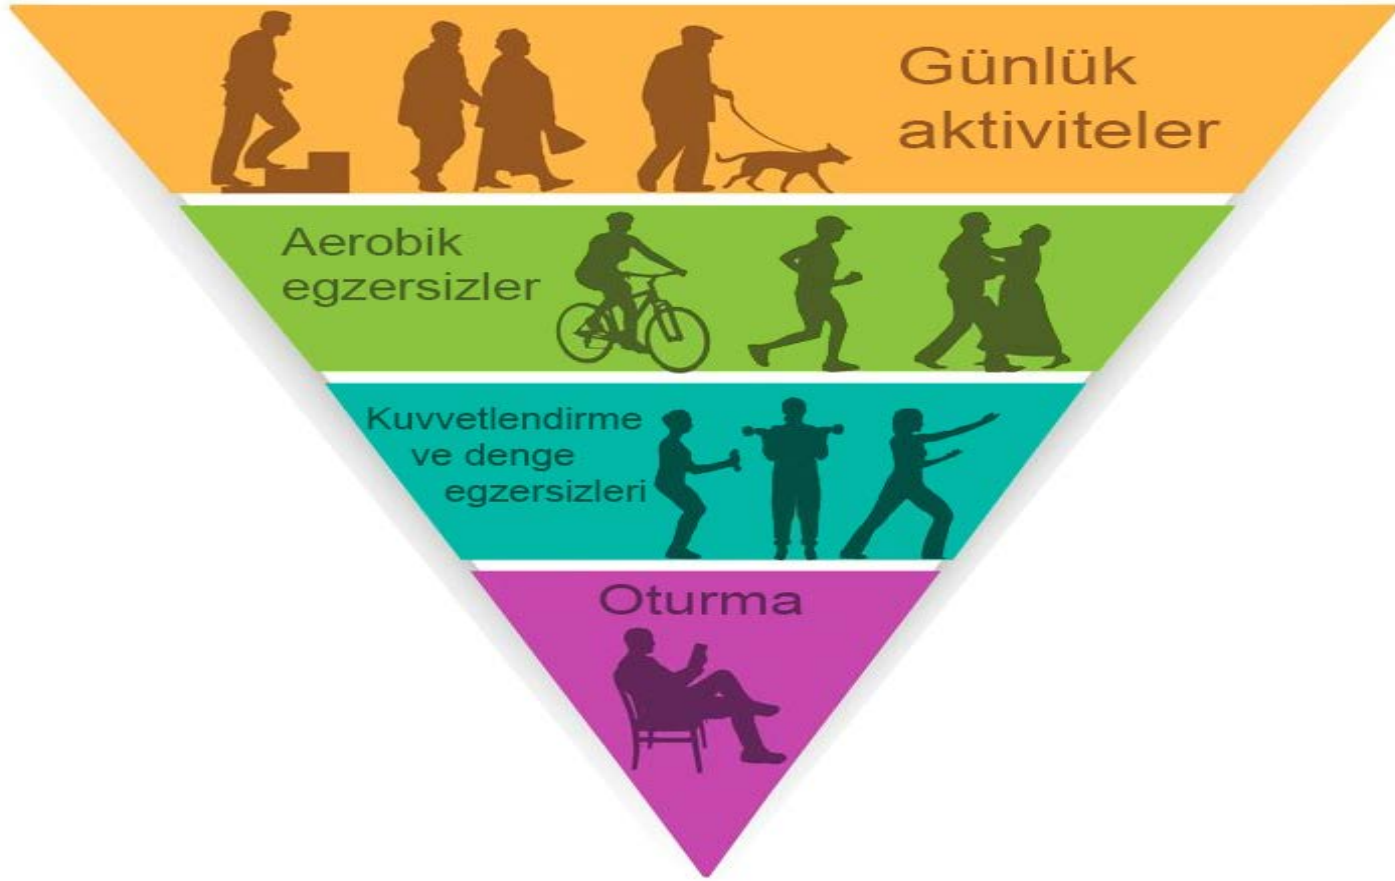 Günlük
aktiviteler
Aerobik
egzersizler
Kuvvetlendirme
ve denge
egzersizleri
Oturma